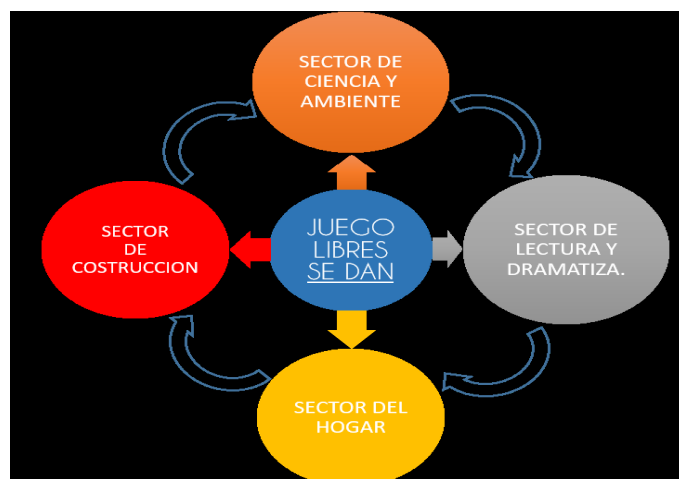 SECTOR DE
CIENCIA Y
AMBIENTE
SECTOR
DE
COSTRUCCION
JUEGO
LIBRES
SE DAN
SECTOR DE
LECTURA Y
DRAMATIZA.
SECTOR DEL
HOGAR